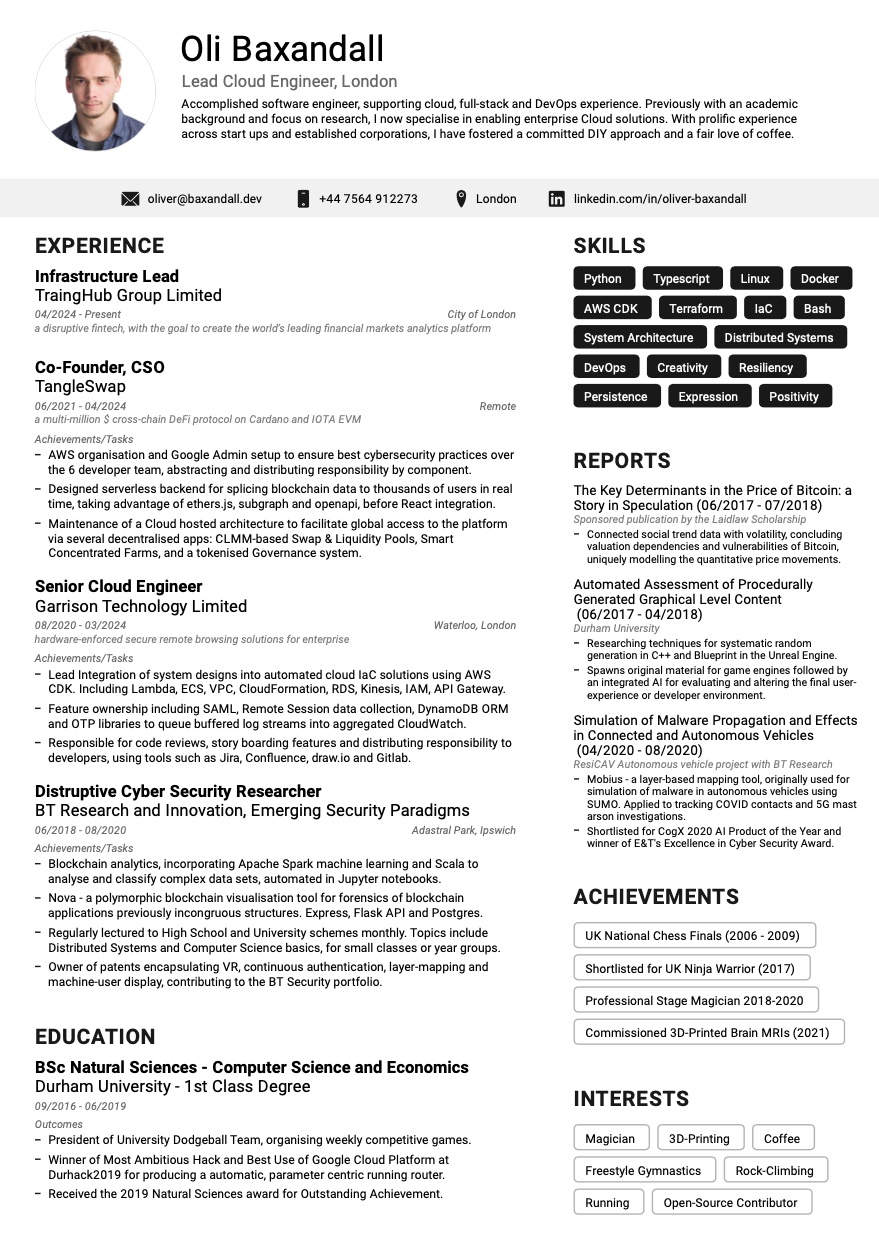 Oli Baxandall
Lead Cloud Engineer, London
Accomplished software engineer, supporting cloud, full-stack and DevOps experience. Previously with an academic
background and focus on research, I now specialise in enabling enterprise Cloud solutions. With prolific experience
across start ups and established corporations, I have fostered a committed DIY approach and a fair love of coffee.
oliver@baxandall.dev
+44 7564 912273
London
linkedin.com/in/oliver-baxandall
EXPERIENCE
Infrastructure Lead
TraingHub Group Limited
04/2024 - Present
City of London
a disruptive fintech, with the goal to create the world's leading financial markets analytics platform
Co-Founder, CSO
TangleSwap
06/2021 - 04/2024
Remote
a multi-million $ cross-chain DeFi protocol on Cardano and IOTA EVM
Achievements/Tasks
– AWS organisation and Google Admin setup to ensure best cybersecurity practices over
the 6 developer team, abstracting and distributing responsibility by component.
– Designed serverless backend for splicing blockchain data to thousands of users in real
time, taking advantage of ethers.js, subgraph and openapi, before React integration.
– Maintenance of a Cloud hosted architecture to facilitate global access to the platform
via several decentralised apps: CLMM-based Swap & Liquidity Pools, Smart
Concentrated Farms, and a tokenised Governance system.
Senior Cloud Engineer
Garrison Technology Limited
08/2020 - 03/2024
Waterloo, London
hardware-enforced secure remote browsing solutions for enterprise
Achievements/Tasks
– Lead Integration of system designs into automated cloud IaC solutions using AWS
CDK. Including Lambda, ECS, VPC, CloudFormation, RDS, Kinesis, IAM, API Gateway.
– Feature ownership including SAML, Remote Session data collection, DynamoDB ORM
and OTP libraries to queue buffered log streams into aggregated CloudWatch.
– Responsible for code reviews, story boarding features and distributing responsibility to
developers, using tools such as Jira, Confluence, draw.io and Gitlab.
Distruptive Cyber Security Researcher
BT Research and Innovation, Emerging Security Paradigms
06/2018 - 08/2020
Adastral Park, Ipswich
Achievements/Tasks
– Blockchain analytics, incorporating Apache Spark machine learning and Scala to
analyse and classify complex data sets, automated in Jupyter notebooks.
– Nova - a polymorphic blockchain visualisation tool for forensics of blockchain
applications previously incongruous structures. Express, Flask API and Postgres.
– Regularly lectured to High School and University schemes monthly. Topics include
Distributed Systems and Computer Science basics, for small classes or year groups.
– Owner of patents encapsulating VR, continuous authentication, layer-mapping and
machine-user display, contributing to the BT Security portfolio.
EDUCATION
BSc Natural Sciences - Computer Science and Economics
Durham University - 1st Class Degree
09/2016 - 06/2019
Outcomes
– President of University Dodgeball Team, organising weekly competitive games.
– Winner of Most Ambitious Hack and Best Use of Google Cloud Platform at
Durhack2019 for producing a automatic, parameter centric running router.
– Received the 2019 Natural Sciences award for Outstanding Achievement.
SKILLS
Python
Typescript
Linux
Docker
AWS CDK
Terraform
IaC
Bash
System Architecture
Distributed Systems
DevOps
Creativity
Resiliency
Persistence
Expression
Positivity
REPORTS
The Key Determinants in the Price of Bitcoin: a
Story in Speculation (06/2017 - 07/2018)
Sponsored publication by the Laidlaw Scholarship
– Connected social trend data with volatility, concluding
valuation dependencies and vulnerabilities of Bitcoin,
uniquely modelling the quantitative price movements.
Automated Assessment of Procedurally
Generated Graphical Level Content
(06/2017 - 04/2018)
Durham University
– Researching techniques for systematic random
generation in C++ and Blueprint in the Unreal Engine.
– Spawns original material for game engines followed by
an integrated AI for evaluating and altering the final user-
experience or developer environment.
Simulation of Malware Propagation and Effects
in Connected and Autonomous Vehicles
(04/2020 - 08/2020)
ResiCAV Autonomous vehicle project with BT Research
– Mobius - a layer-based mapping tool, originally used for
simulation of malware in autonomous vehicles using
SUMO. Applied to tracking COVID contacts and 5G mast
arson investigations.
– Shortlisted for CogX 2020 AI Product of the Year and
winner of E&T's Excellence in Cyber Security Award.
ACHIEVEMENTS
UK National Chess Finals (2006 - 2009)
Shortlisted for UK Ninja Warrior (2017)
Professional Stage Magician 2018-2020
Commissioned 3D-Printed Brain MRIs (2021)
INTERESTS
Magician
3D-Printing
Coffee
Freestyle Gymnastics
Rock-Climbing
Running
Open-Source Contributor